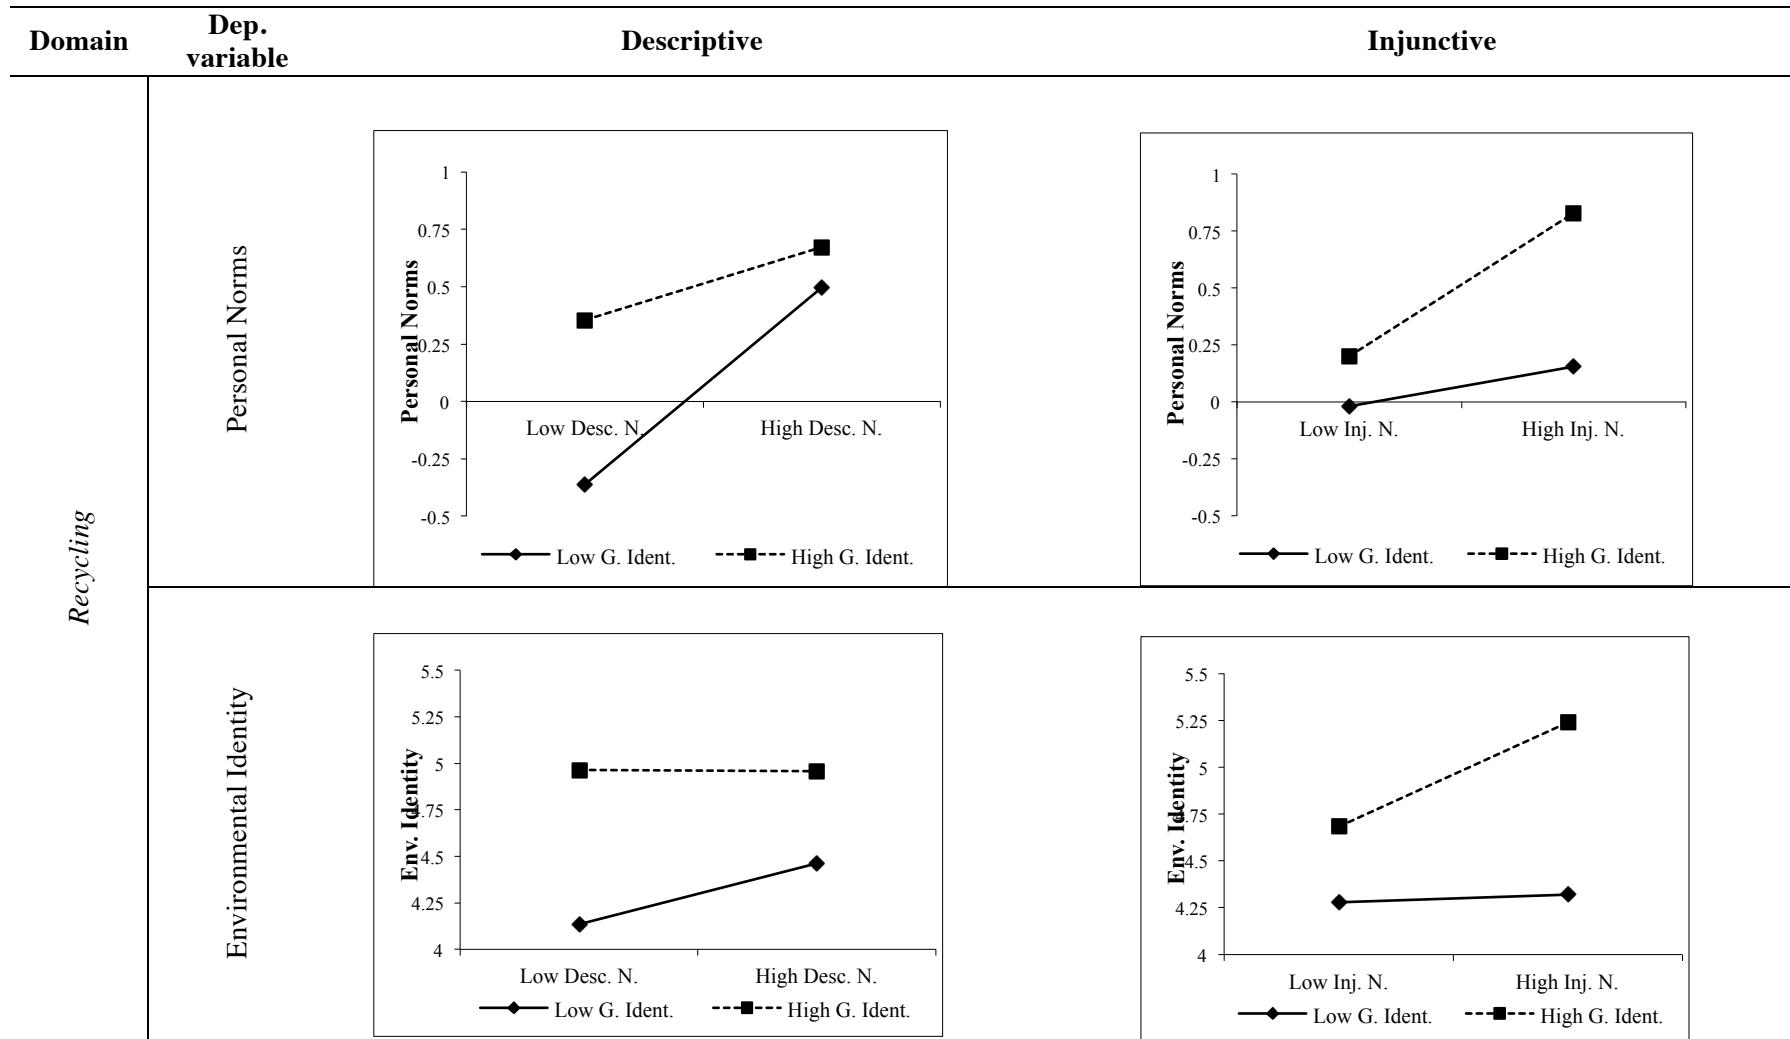 Domain
Dep.
variable
Descriptive
Injunctive
Recycling
Personal Norms
Personal Norms
1
0.75
0.5
0.25
0
-0.25
-0.5
Low Desc. N.
High Desc. N.
Low G. Ident.
High G. Ident.
Personal Norms
1
0.75
0.5
0.25
0
-0.25
-0.5
Low Inj. N.
High Inj. N.
Low G. Ident.
High G. Ident.
Environmental Identity
Env. Identity
5.5
5.25
5
4.75
4.5
4.25
4
Low Desc. N.
High Desc. N.
Low G. Ident.
High G. Ident.
Env. Identity
5.5
5.25
5
4.75
4.5
4.25
4
Low Inj. N.
High Inj. N.
Low G. Ident.
High G. Ident.